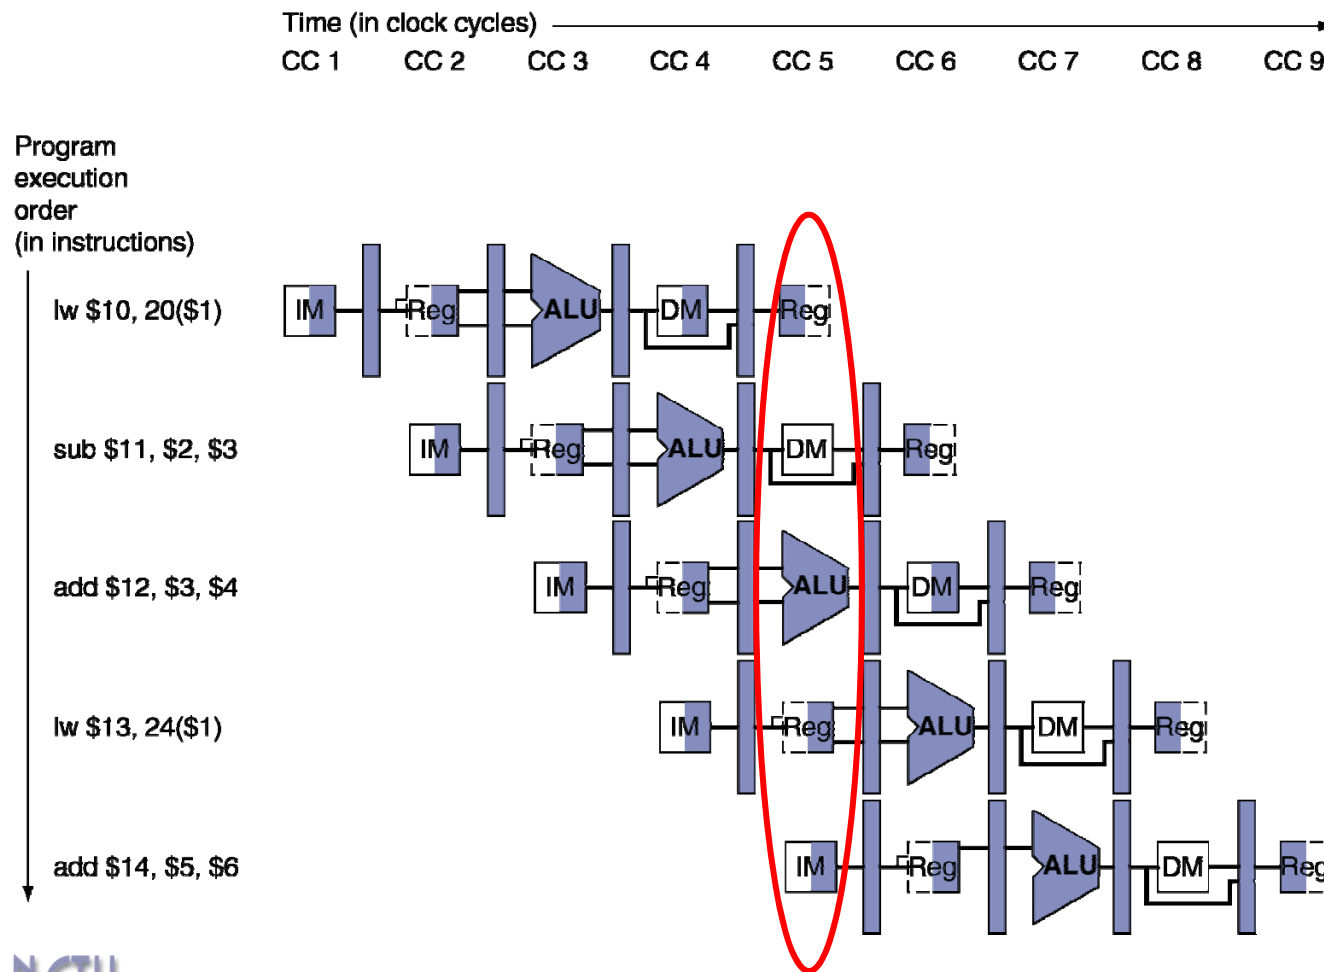 Time (in clock cycles)
CC 1 CC 2 CC 3 CC 4 CC 5 CC 6 CC 7 CC 8 CC 9
Program
execution
order
(in instructions)
lw $10, 20($1) IM Reg ALU DM Reg
sub $11, $2, $3 IM Reg ALU DM Reg
add $12, $3, $4 IM Reg ALU DM Reg
lw $13, 24($1) IM Reg ALU DM Reg
add $14, $5, $6 IM Reg ALU DM Reg